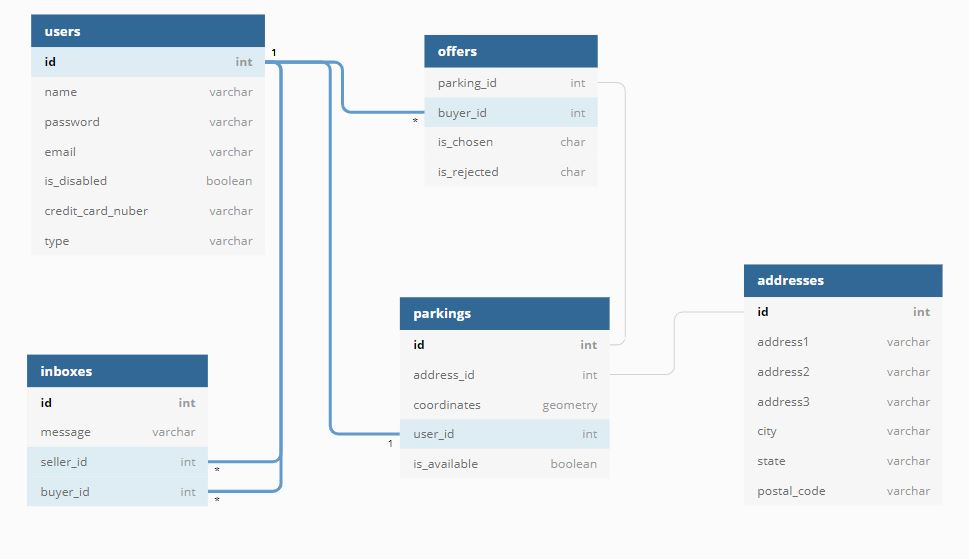 users
1
id int
name varchar
password varchar
email varchar
is_disabled boolean
credit_card_nuber varchar
type varchar
offers
parking_id int
buyer_id int
*
is_chosen char
is_rejected char
parkings
id int
address_id int
coordinates geometry
user_id int
1
is_available boolean
addresses
id int
address1 varchar
address2 varchar
address3 varchar
city varchar
state varchar
postal_code varchar
inboxes
id int
message varchar
seller_id int
*
buyer_id int
*